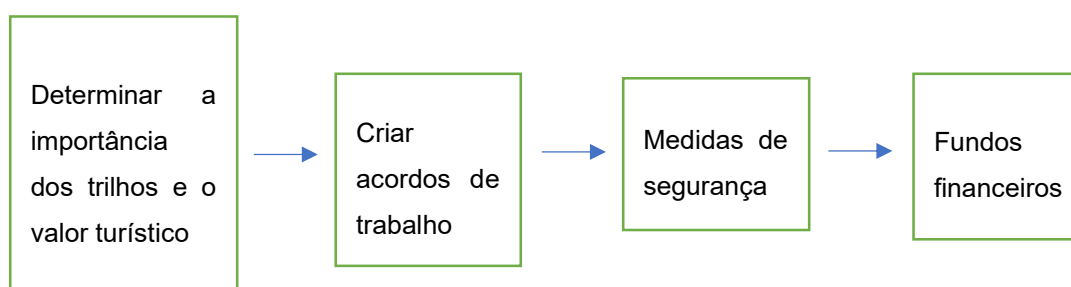 Determinar a
importância
dos trilhos e o
valor turístico
Criar
acordos de
trabalho
Medidas de
segurança
Fundos
financeiros